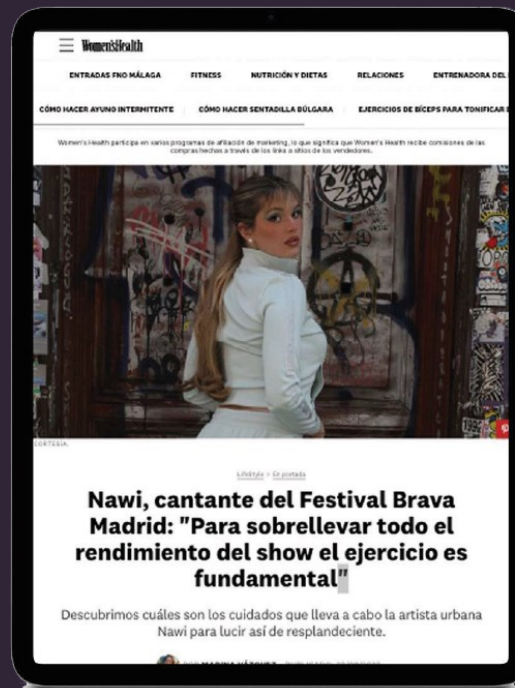 Women'sHealth
ENTRADAS FNO MÁLAGA FITNESS NUTRICIÓN Y DIETAS RELACIONES ENTRENADORA DEL
CÓMO HACER AYUNO INTERMITENTE CÓMO HACER SENTADILLA BÚLGARA EJERCICIOS DE BÍCEPS PARA TONIFICAR
Women's Health participa en varios programas de afiliación de marketing, lo que significa que Women's Health recibe comisiones de las
compras hechas a través de los links a sitios de los vendedores.
CORTESÍA.
Lifestyle > En portada
Nawi, cantante del Festival Brava
Madrid: "Para sobrellevar todo el
rendimiento del show el ejercicio es
fundamental"
Descubrimos cuáles son los cuidados que lleva a cabo la artista urbana
Nawi para lucir así de resplandeciente.